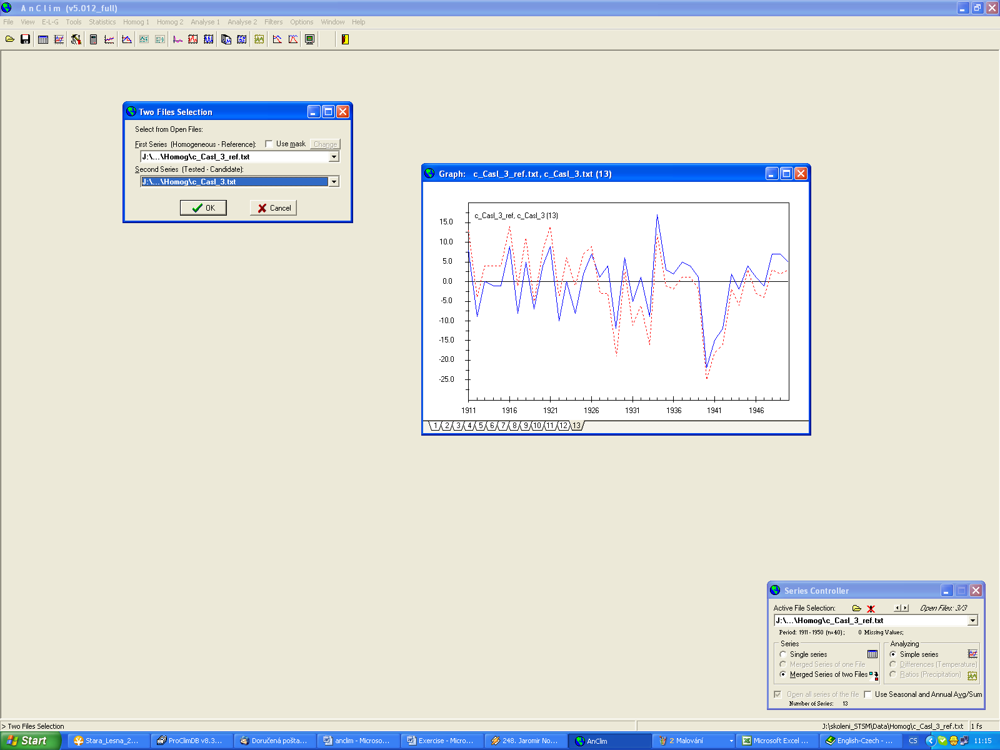 A n C l i m  (v5.012_full)
File View E-L-G Tools Statistics Homog 1 Homog 2 Analyse 1 Analyse 2 Filters Options Window Help
Two Files Selection
Select from Open Files:
First Series (Homogeneous - Reference): Use mask Change
J:\...\Homog\c_Casl_3_ref.txt
Second Series (Tested - Candidate):
J:\...\Homog\c_Casl_3.txt
OK Cancel
Graph: c_Casl_3_ref.txt, c_Casl_3.txt (13)
c_Casl_3_ref, c_Casl_3 (13)
15.0
10.0
5.0
0.0
-5.0
-10.0
-15.0
-20.0
-25.0
1911 1916 1921 1926 1931 1936 1941 1946
1 2 3 4 5 6 7 8 9 10 11 12 13
Series Controller
Active File Selection: Open Files: 3/3
J:\...\Homog\c_Casl_3_ref.txt
Period: 1911 - 1950 (n=40) ; 0 Missing Values;
Series Analyzing
Single series Simple series
Merged Series of one File Differences (Temperature)
Merged Series of two Files Ratios (Precipitation)
Open all series of the file Use Seasonal and Annual Avg/Sum
Number of Series: 13
> Two Files Selection J:\skoleni_STSM\Data\Homog\c_Casl_3_ref.txt 1 fs
Start Stara_Lesna_2... ProClimDB v8.3... Doručená pošta... anclim - Microso... Exercise - Micro... 248. Jaromir No... AnClim 2 Malování Microsoft Excel ... English-Czech - ... CS 11:15